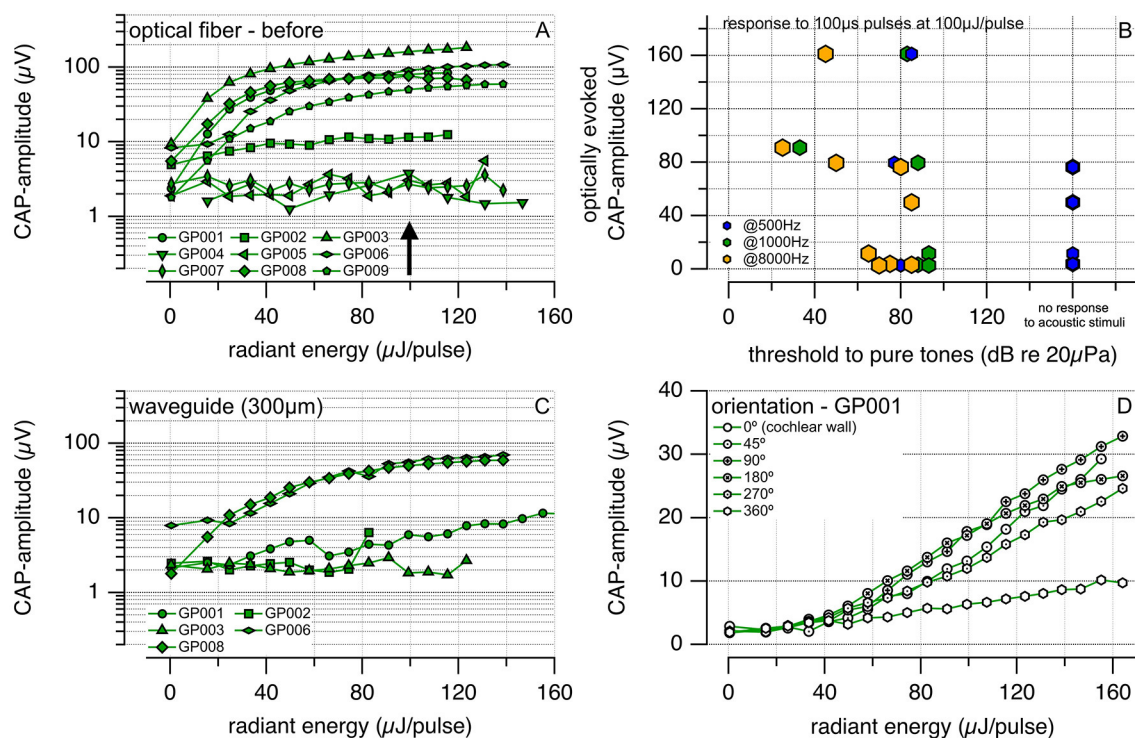 optical fiber - before
A
CAP-amplitude (µV)
100
10
1
GP001 GP002 GP003
GP004 GP005 GP006
GP007 GP008 GP009
0 40 80 120 160
radiant energy (µJ/pulse)
response to 100µs pulses at 100µJ/pulse
B
optically evoked
CAP-amplitude (µV)
160
120
80
40
0
@500Hz
@1000Hz
@8000Hz
0 40 80 120
no response
to acoustic stimuli
threshold to pure tones (dB re 20µPa)
waveguide (300µm)
C
CAP-amplitude (µV)
100
10
1
GP001 GP002
GP003 GP006
GP008
0 40 80 120 160
radiant energy (µJ/pulse)
orientation - GP001
D
CAP-amplitude (µV)
40
30
20
10
0
0º (cochlear wall)
45º
90º
180º
270º
360º
0 40 80 120 160
radiant energy (µJ/pulse)